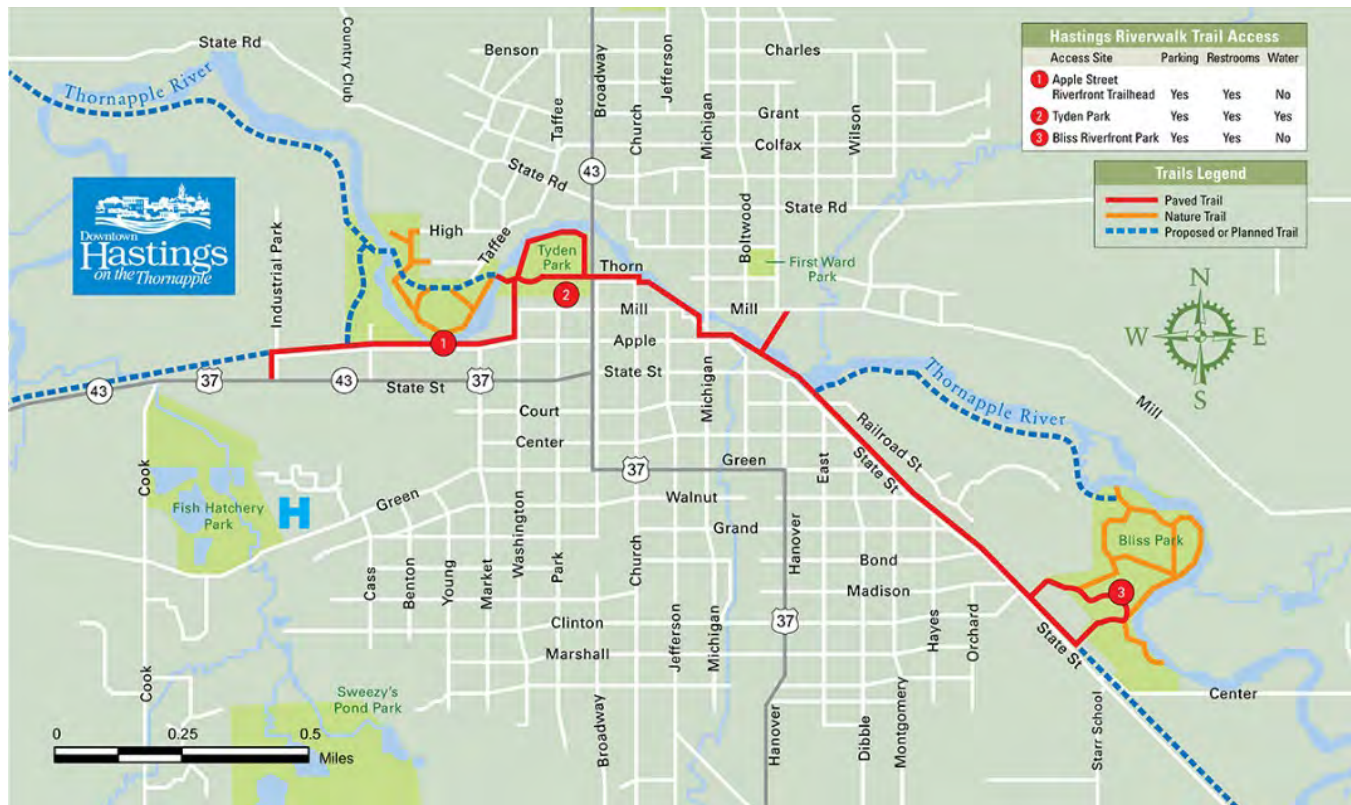 State Rd
Country Club
Benson
Taffee
Broadway
Jefferson
Charles
Thornapple River
Church
Michigan
Grant
Colfax
Wilson
43
State Rd
Boltwood
State Rd
Downtown
Hastings
on the Thornapple
Industrial Park
High
Taffee
Tyden
Park
Thorn
First Ward
Park
2
Mill
Mill
1
Apple
State St
43
37
43
State St
37
Michigan
Court
Center
37
Green
East
Railroad St
State St
Thornapple River
Mill
Cook
Green
Fish Hatchery
Park
H
Walnut
Grand
Hanover
Bliss Park
3
Cass
Benton
Young
Market
Washington
Park
Church
Bond
Madison
Clinton
Marshall
Jefferson
Michigan
37
Hayes
Orchard
State St
Center
Cook
Sweezy's
Pond Park
Broadway
Hanover
Dibble
Montgomery
Starr School
0 0.25 0.5
Miles
Hastings Riverwalk Trail Access
Access Site Parking Restrooms Water
1 Apple Street
Riverfront Trailhead Yes Yes No
2 Tyden Park Yes Yes Yes
3 Bliss Riverfront Park Yes Yes No
Trails Legend
Paved Trail
Nature Trail
Proposed or Planned Trail
N
W E
S